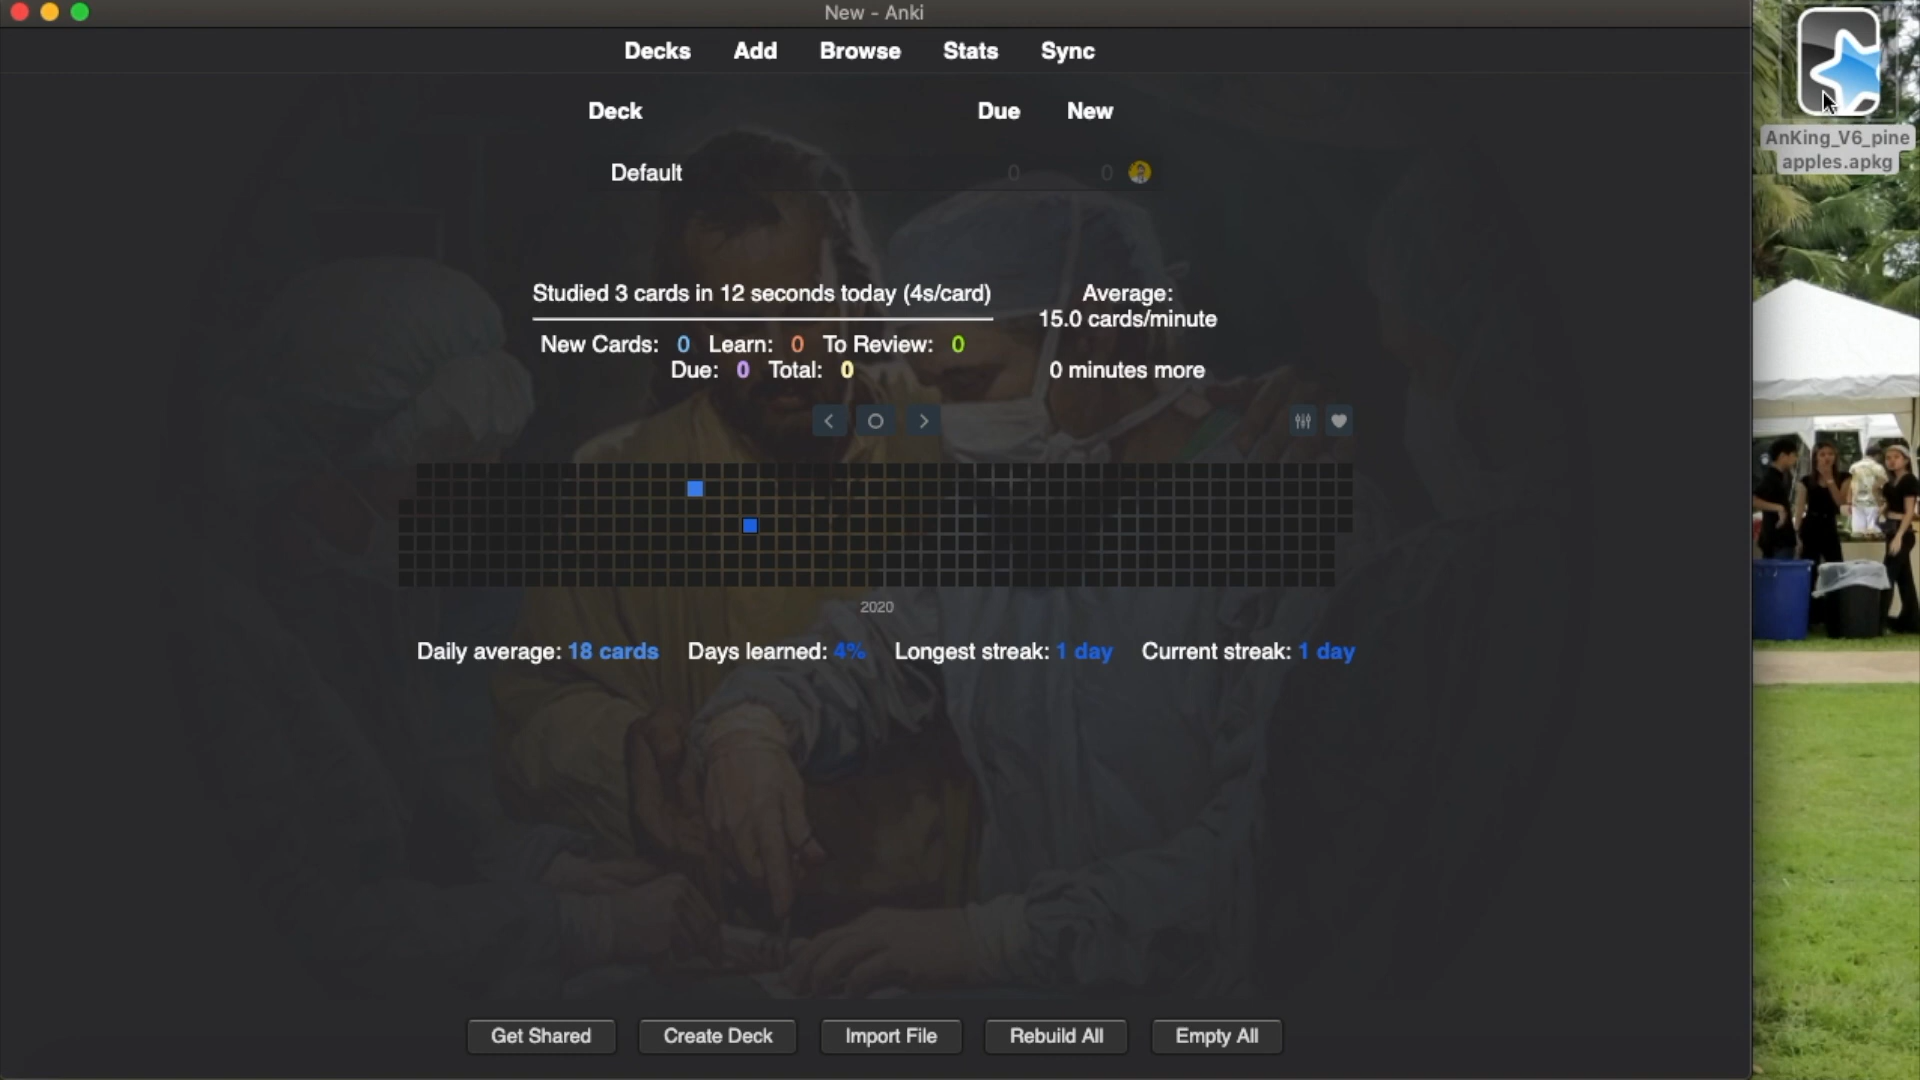 New - Anki
Decks Add Browse Stats Sync
AnKing_V6_pine
apples.apkg
Deck Due New
Default 0 0
Studied 3 cards in 12 seconds today (4s/card)
New Cards: 0 Learn: 0 To Review: 0
Due: 0 Total: 0
Average:
15.0 cards/minute
0 minutes more
2020
Daily average: 18 cards Days learned: 4% Longest streak: 1 day Current streak: 1 day
Get Shared Create Deck Import File Rebuild All Empty All